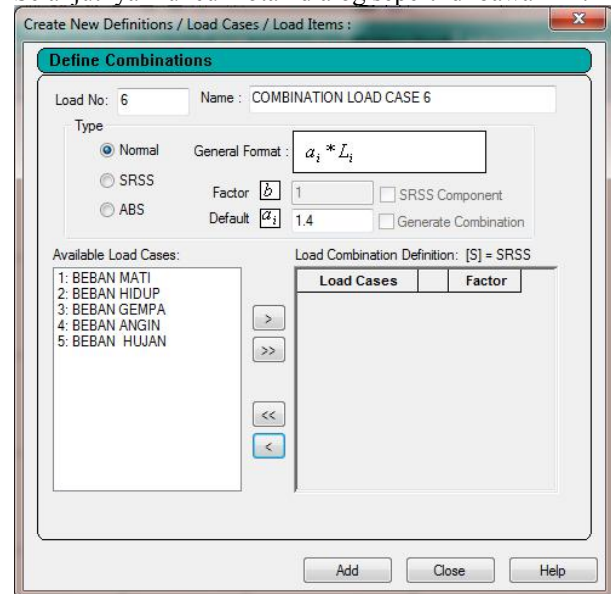 Create New Definitions / Load Cases / Load Items :
Define Combinations
Load No: 6 Name : COMBINATION LOAD CASE 6
Type
Normal General Format : a_i * L_i
SRSS Factor b 1 SRSS Component
ABS Default a_i 1.4 Generate Combination
Available Load Cases: Load Combination Definition: [S] = SRSS
1: BEBAN MATI Load Cases Factor
2: BEBAN HIDUP
3: BEBAN GEMPA
4: BEBAN ANGIN
5: BEBAN HUJAN
>
>>
<<
<
Add Close Help